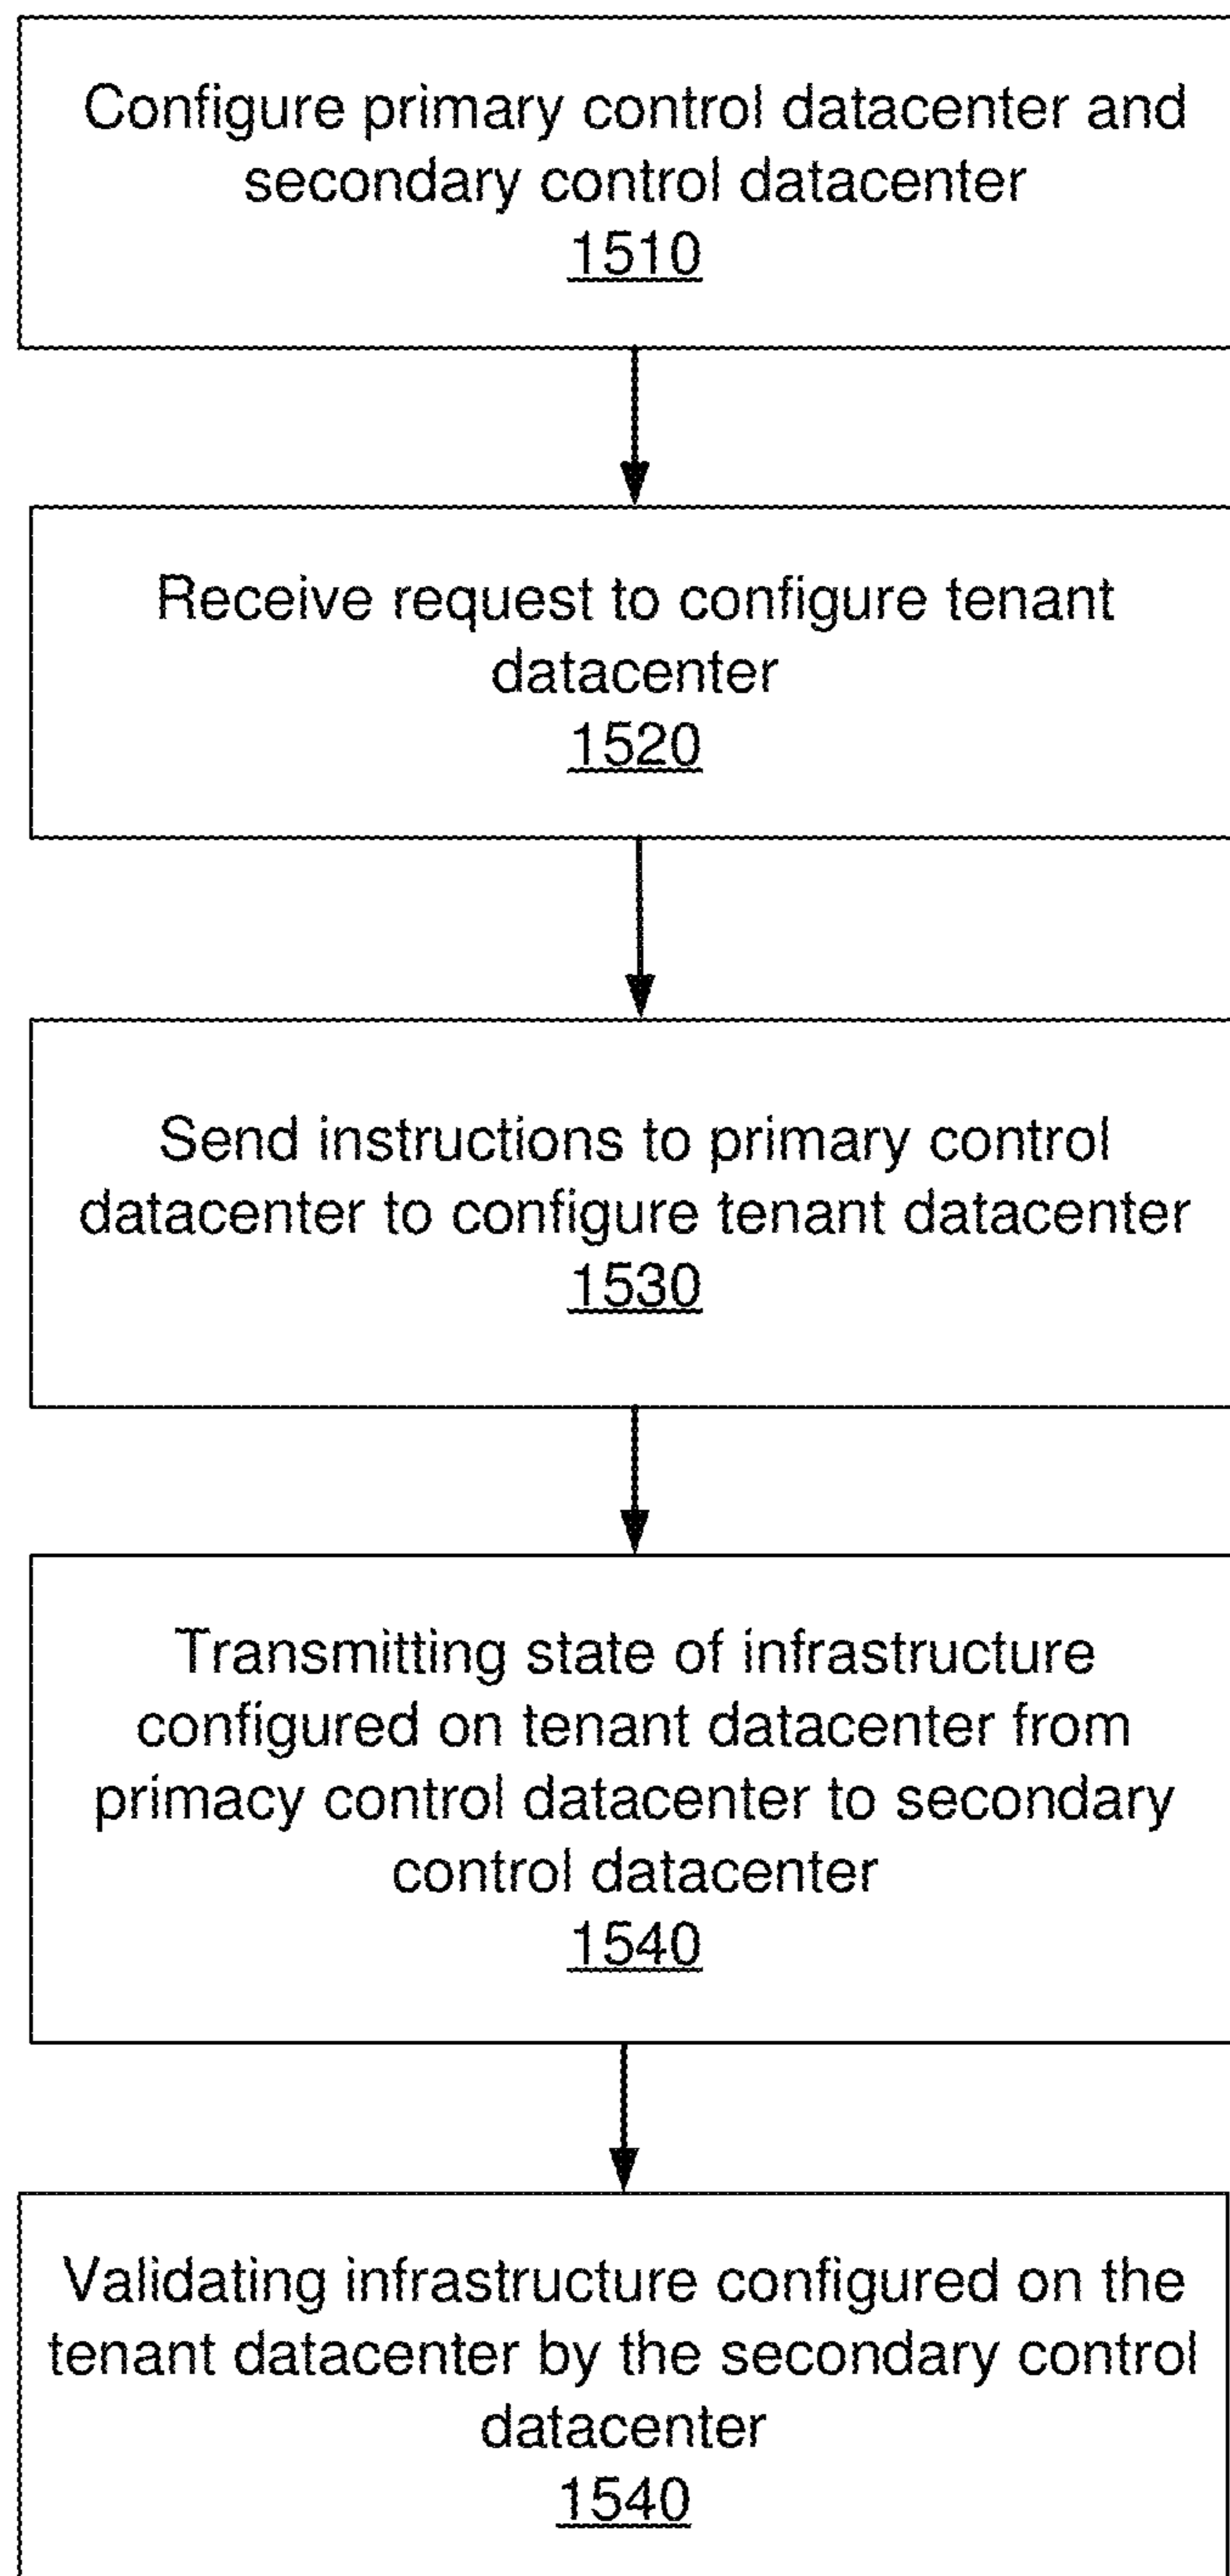 Configure primary control datacenter and
secondary control datacenter
1510
Receive request to configure tenant
datacenter
1520
Send instructions to primary control
datacenter to configure tenant datacenter
1530
Transmitting state of infrastructure
configured on tenant datacenter from
primacy control datacenter to secondary
control datacenter
1540
Validating infrastructure configured on the
tenant datacenter by the secondary control
datacenter
1540